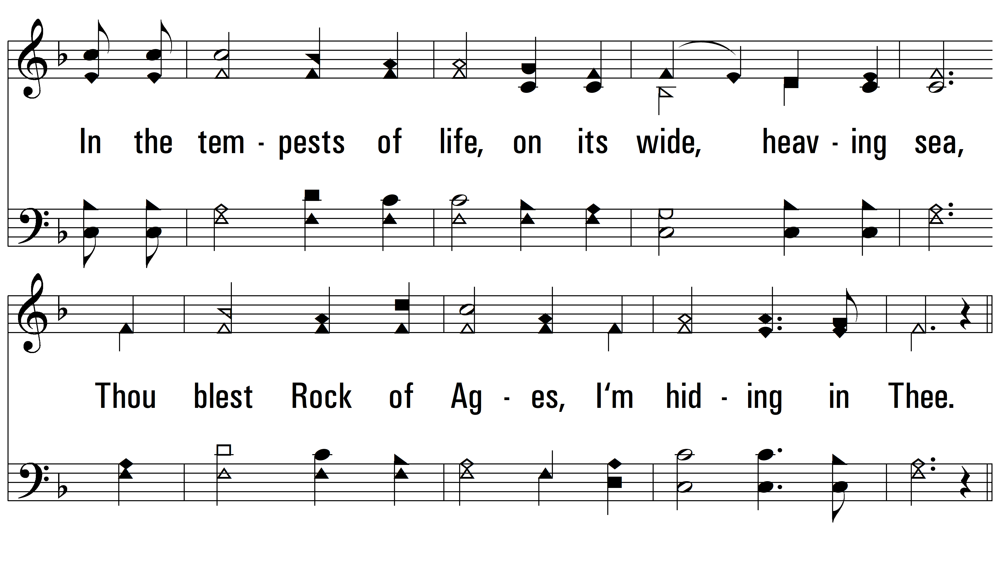 In the tem - pests of life, on its wide, heav - ing sea,
Thou blest Rock of Ag - es, I‘m hid - ing in Thee.